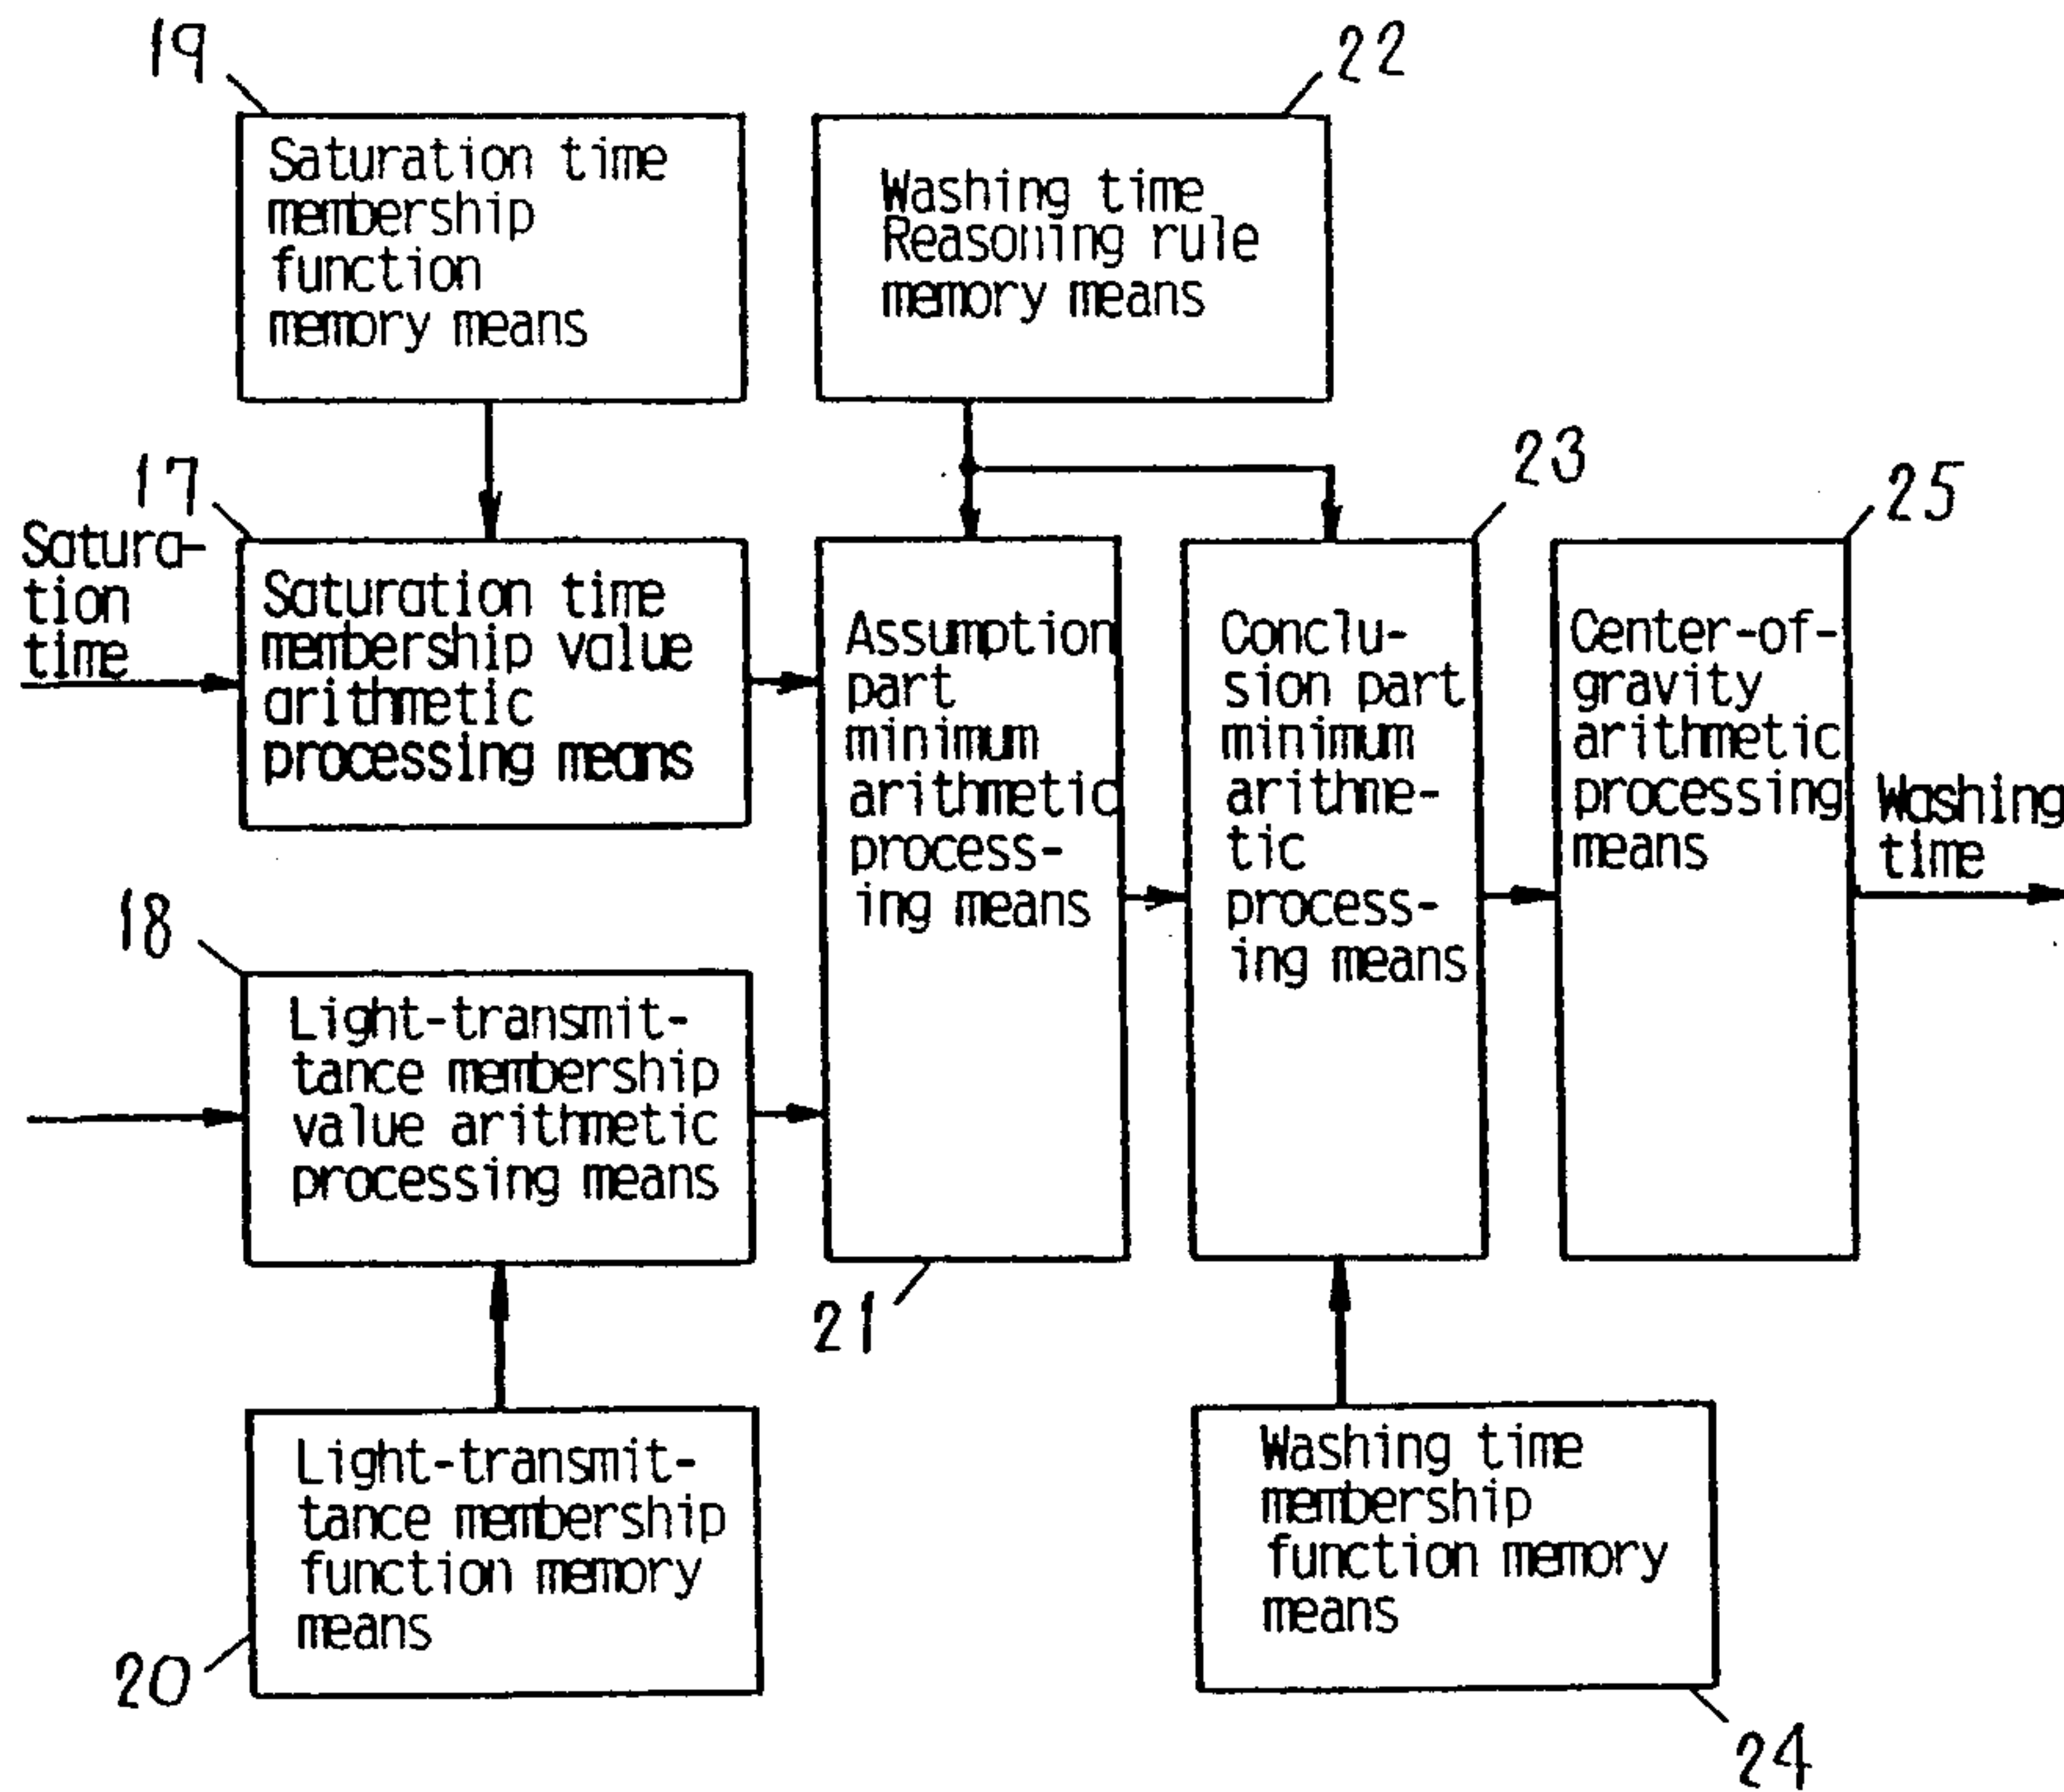 19
Saturation time
membership
function
memory means
22
Washing time
Reasoning rule
memory means
17
Satura-
tion
time
Saturation time
membership value
arithmetic
processing means
Assumption
part
minimum
arithmetic
process-
ing means
21
23
Conclu-
sion part
minimum
arithme-
tic
process-
ing means
25
Center-of-
gravity
arithmetic
processing
means
Washing
time
18
Light-transmit-
tance membership
value arithmetic
processing means
20
Light-transmit-
tance membership
function memory
means
Washing time
membership
function memory
means
24